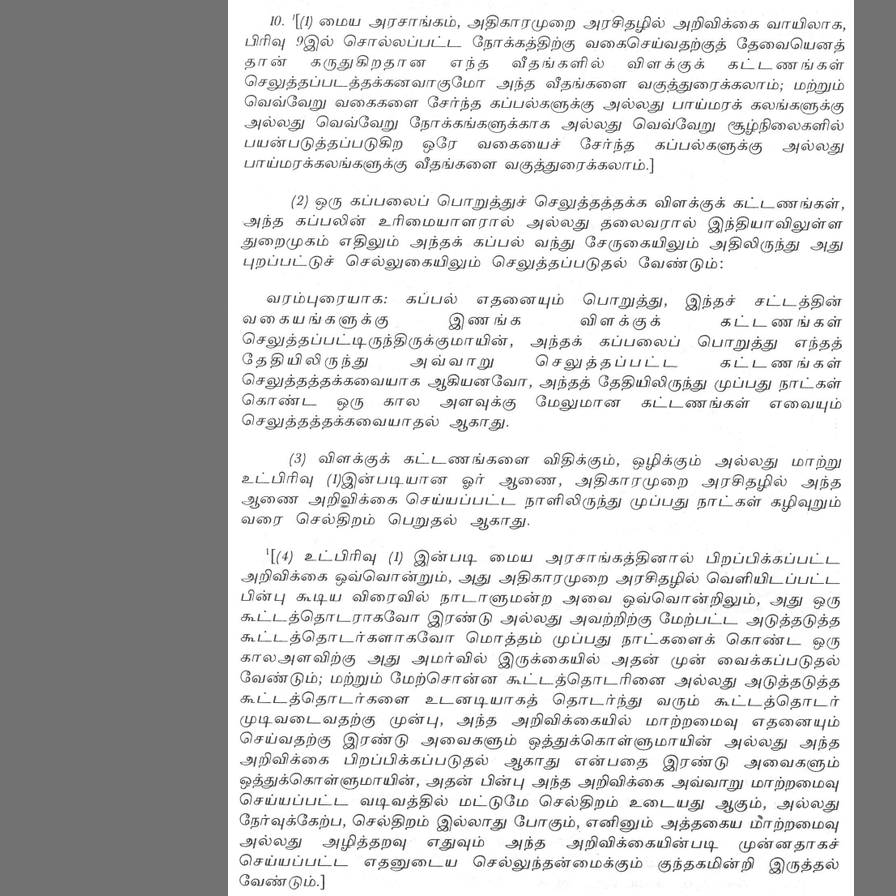 10. ¹[(1) மைய அரசாங்கம், அதிகாரமுறை அரசிதழில் அறிவிக்கை வாயிலாக,
பிரிவு 9இல் சொல்லப்பட்ட நோக்கத்திற்கு வகைசெய்வதற்குத் தேவையெனத்
தான் கருதுகிறதான எந்த வீதங்களில் விளக்குக் கட்டணங்கள்
செலுத்தப்படத்தக்கனவாகுமோ அந்த வீதங்களை வகுத்துரைக்கலாம்; மற்றும்
வெவ்வேறு வகைகளை சேர்ந்த கப்பல்களுக்கு அல்லது பாய்மரக் கலங்களுக்கு
அல்லது வெவ்வேறு நோக்கங்களுக்காக அல்லது வெவ்வேறு சூழ்நிலைகளில்
பயன்படுத்தப்படுகிற ஒரே வகையைச் சேர்ந்த கப்பல்களுக்கு அல்லது
பாய்மரக்கலங்களுக்கு வீதங்களை வகுத்துரைக்கலாம்.]
(2) ஒரு கப்பலைப் பொறுத்துச் செலுத்தத்தக்க விளக்குக் கட்டணங்கள்,
அந்த கப்பலின் உரிமையாளரால் அல்லது தலைவரால் இந்தியாவிலுள்ள
துறைமுகம் எதிலும் அந்தக் கப்பல் வந்து சேருகையிலும் அதிலிருந்து அது
புறப்பட்டுச் செல்லுகையிலும் செலுத்தப்படுதல் வேண்டும்:
வரம்புரையாக: கப்பல் எதனையும் பொறுத்து, இந்தச் சட்டத்தின்
வகையங்களுக்கு இணங்க விளக்குக் கட்டணங்கள்
செலுத்தப்பட்டிருந்திருக்குமாயின், அந்தக் கப்பலைப் பொறுத்து எந்தத்
தேதியிலிருந்து அவ்வாறு செலுத்தப்பட்ட கட்டணங்கள்
செலுத்தத்தக்கவையாக ஆகியனவோ, அந்தத் தேதியிலிருந்து முப்பது நாட்கள்
கொண்ட ஒரு கால அளவுக்கு மேலுமான கட்டணங்கள் எவையும்
செலுத்தத்தக்கவையாதல் ஆகாது.
(3) விளக்குக் கட்டணங்களை விதிக்கும், ஒழிக்கும் அல்லது மாற்று
உட்பிரிவு (1)இன்படியான ஓர் ஆணை, அதிகாரமுறை அரசிதழில் அந்த
ஆணை அறிவிக்கை செய்யப்பட்ட நாளிலிருந்து முப்பது நாட்கள் கழிவுறும்
வரை செல்திறம் பெறுதல் ஆகாது.
¹[(4) உட்பிரிவு (1) இன்படி மைய அரசாங்கத்தினால் பிறப்பிக்கப்பட்ட
அறிவிக்கை ஒவ்வொன்றும், அது அதிகாரமுறை அரசிதழில் வெளியிடப்பட்ட
பின்பு கூடிய விரைவில் நாடாளுமன்ற அவை ஒவ்வொன்றிலும், அது ஒரு
கூட்டத்தொடராகவோ இரண்டு அல்லது அவற்றிற்கு மேற்பட்ட அடுத்தடுத்த
கூட்டத்தொடர்களாகவோ மொத்தம் முப்பது நாட்களைக் கொண்ட ஒரு
காலஅளவிற்கு அது அமர்வில் இருக்கையில் அதன் முன் வைக்கப்படுதல்
வேண்டும்; மற்றும் மேற்சொன்ன கூட்டத்தொடரினை அல்லது அடுத்தடுத்த
கூட்டத்தொடர்களை உடனடியாகத் தொடர்ந்து வரும் கூட்டத்தொடர்
முடிவடைவதற்கு முன்பு, அந்த அறிவிக்கையில் மாற்றமைவு எதனையும்
செய்வதற்கு இரண்டு அவைகளும் ஒத்துக்கொள்ளுமாயின் அல்லது அந்த
அறிவிக்கை பிறப்பிக்கப்படுதல் ஆகாது என்பதை இரண்டு அவைகளும்
ஒத்துக்கொள்ளுமாயின், அதன் பின்பு அந்த அறிவிக்கை அவ்வாறு மாற்றமைவு
செய்யப்பட்ட வடிவத்தில் மட்டுமே செல்திறம் உடையது ஆகும், அல்லது
நேர்வுக்கேற்ப, செல்திறம் இல்லாது போகும், எனினும் அத்தகைய மாற்றமைவு
அல்லது அழித்தறவு எதுவும் அந்த அறிவிக்கையின்படி முன்னதாகச்
செய்யப்பட்ட எதனுடைய செல்லுந்தன்மைக்கும் குந்தகமின்றி இருத்தல்
வேண்டும்.]